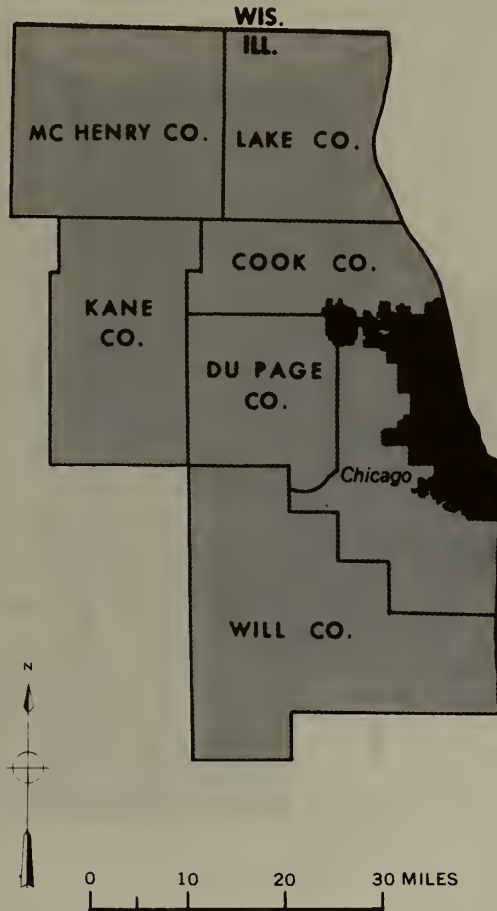 WIS.
ILL.
MC HENRY CO.
LAKE CO.
COOK CO.
KANE
CO.
DU PAGE
CO.
Chicago
WILL CO.
N
0 10 20 30 MILES